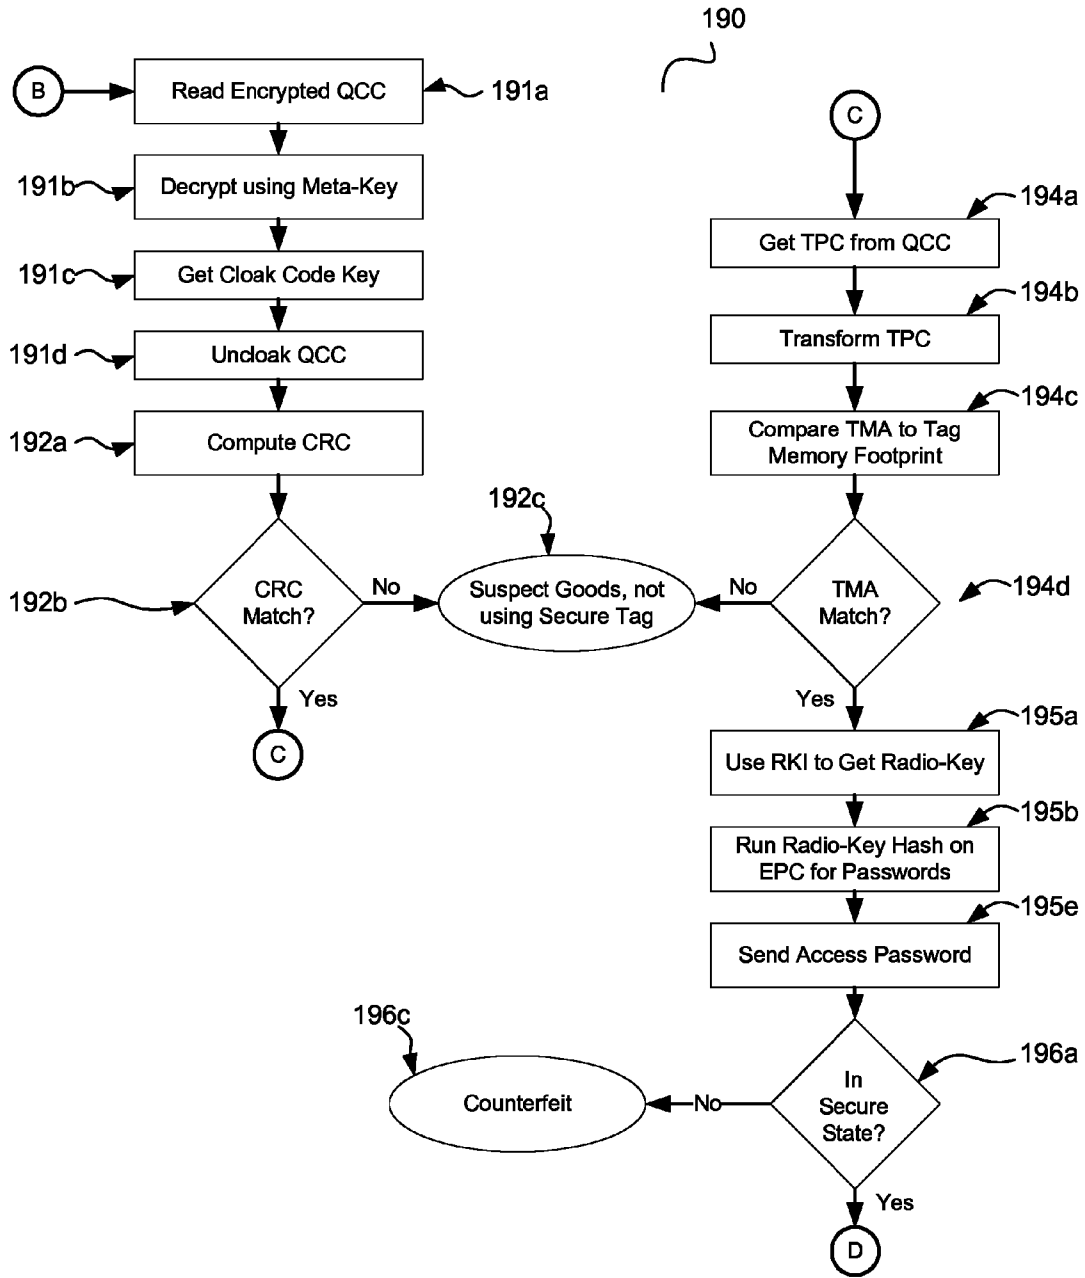 190
B
Read Encrypted QCC
191a
191b
Decrypt using Meta-Key
191c
Get Cloak Code Key
191d
Uncloak QCC
192a
Compute CRC
192b
CRC
Match?
No
Yes
C
192c
Suspect Goods, not
using Secure Tag
C
194a
Get TPC from QCC
194b
Transform TPC
194c
Compare TMA to Tag
Memory Footprint
No
TMA
Match?
194d
Yes
195a
Use RKI to Get Radio-Key
195b
Run Radio-Key Hash on
EPC for Passwords
195e
Send Access Password
196c
Counterfeit
No
In
Secure
State?
196a
Yes
D